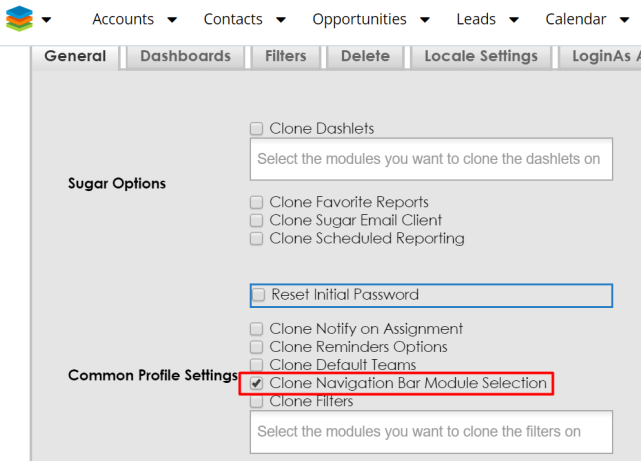 Accounts Contacts Opportunities Leads Calendar
General Dashboards Filters Delete Locale Settings LoginAs A
Clone Dashlets
Select the modules you want to clone the dashlets on
Sugar Options
Clone Favorite Reports
Clone Sugar Email Client
Clone Scheduled Reporting
Reset Initial Password
Clone Notify on Assignment
Clone Reminders Options
Clone Default Teams
Common Profile Settings
Clone Navigation Bar Module Selection
Clone Filters
Select the modules you want to clone the filters on